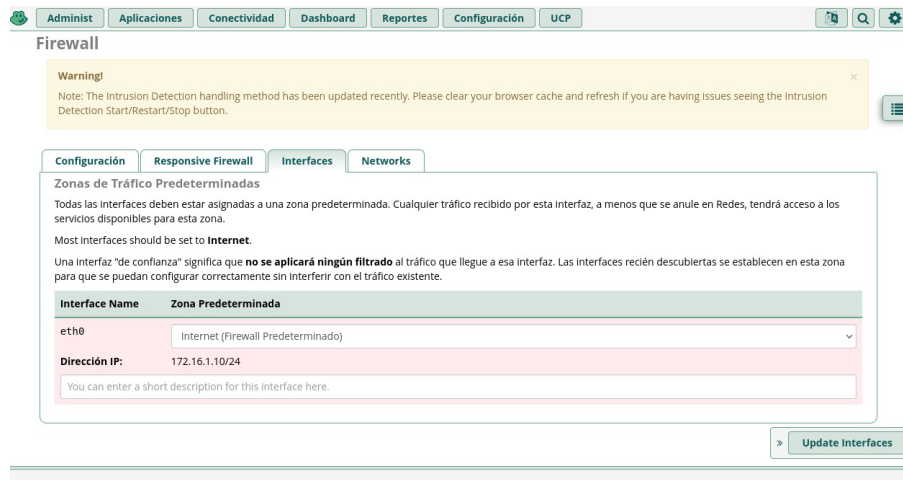 Administ Aplicaciones Conectividad Dashboard Reportes Configuración UCP
Firewall
Warning!
×
Note: The Intrusion Detection handling method has been updated recently. Please clear your browser cache and refresh if you are having issues seeing the Intrusion
Detection Start/Restart/Stop button.
Configuración Responsive Firewall Interfaces Networks
Zonas de Tráfico Predeterminadas
Todas las interfaces deben estar asignadas a una zona predeterminada. Cualquier tráfico recibido por esta interfaz, a menos que se anule en Redes, tendrá acceso a los
servicios disponibles para esta zona.
Most interfaces should be set to Internet.
Una interfaz "de confianza" significa que no se aplicará ningún filtrado al tráfico que llegue a esa interfaz. Las interfaces recién descubiertas se establecen en esta zona
para que se puedan configurar correctamente sin interferir con el tráfico existente.
Interface Name Zona Predeterminada
eth0 Internet (Firewall Predeterminado)
Dirección IP: 172.16.1.10/24
You can enter a short description for this interface here.
» Update Interfaces